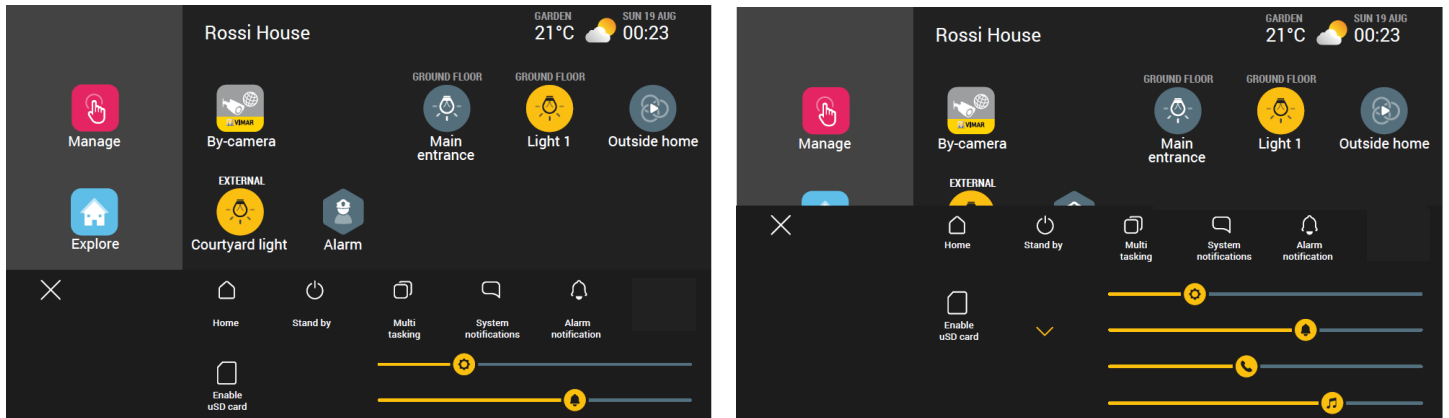 Rossi House
GARDEN
21°C
SUN 19 AUG
00:23
Manage
VIMAR
By-camera
GROUND FLOOR
Main
entrance
GROUND FLOOR
Light 1
Outside home
Explore
EXTERNAL
Courtyard light
Alarm
Home
Stand by
Multi
tasking
System
notifications
Alarm
notification
Enable
uSD card
Rossi House
GARDEN
21°C
SUN 19 AUG
00:23
Manage
VIMAR
By-camera
GROUND FLOOR
Main
entrance
GROUND FLOOR
Light 1
Outside home
EXTERNAL
Home
Stand by
Multi
tasking
System
notifications
Alarm
notification
Enable
uSD card